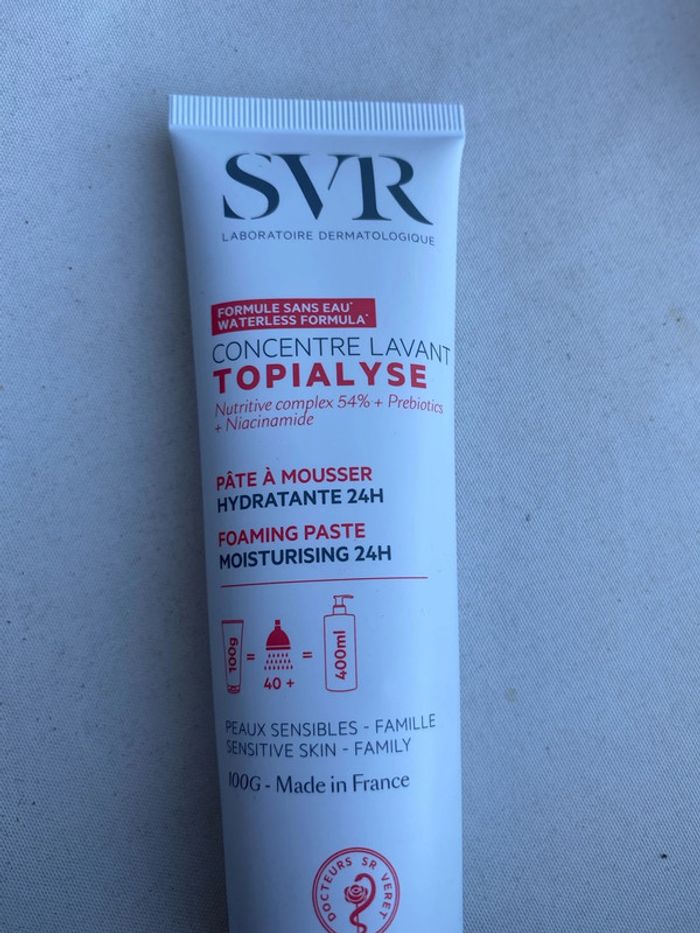 SVR
LABORATOIRE DERMATOLOGIQUE
FORMULE SANS EAU*
WATERLESS FORMULA*
CONCENTRE LAVANT
TOPIALYSE
Nutritive complex 54% + Prebiotics
+ Niacinamide
PÂTE À MOUSSER
HYDRATANTE 24H
FOAMING PASTE
MOISTURISING 24H
100g = 40 + = 400ml
PEAUX SENSIBLES - FAMILLE
SENSITIVE SKIN - FAMILY
100G - Made in France
DOCTEURS SR VERET